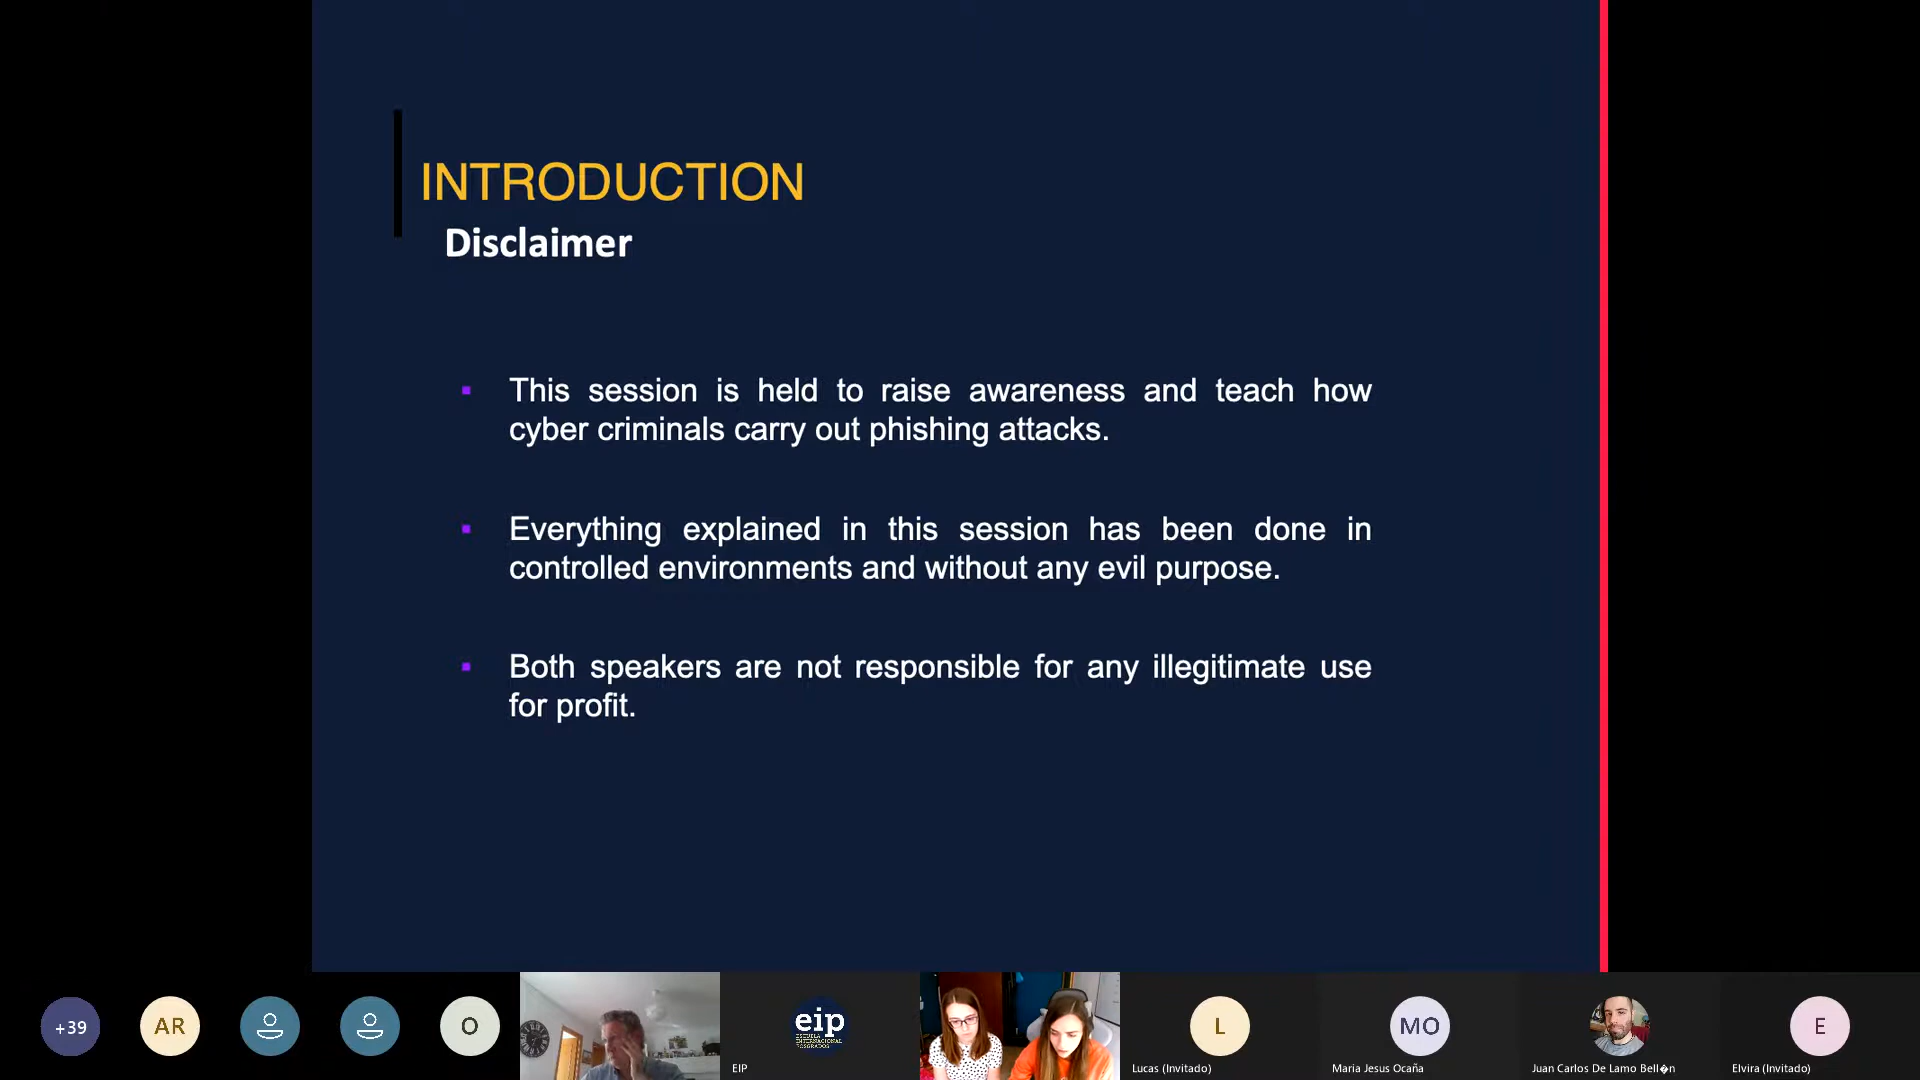 INTRODUCTION
Disclaimer
▪ This session is held to raise awareness and teach how
cyber criminals carry out phishing attacks.
▪ Everything explained in this session has been done in
controlled environments and without any evil purpose.
▪ Both speakers are not responsible for any illegitimate use
for profit.
+39
AR
O
eip
ESCUELA
INTERNACIONAL
POSGRADOS
EIP
L
Lucas (Invitado)
MO
Maria Jesus Ocaña
Juan Carlos De Lamo Bell�n
E
Elvira (Invitado)